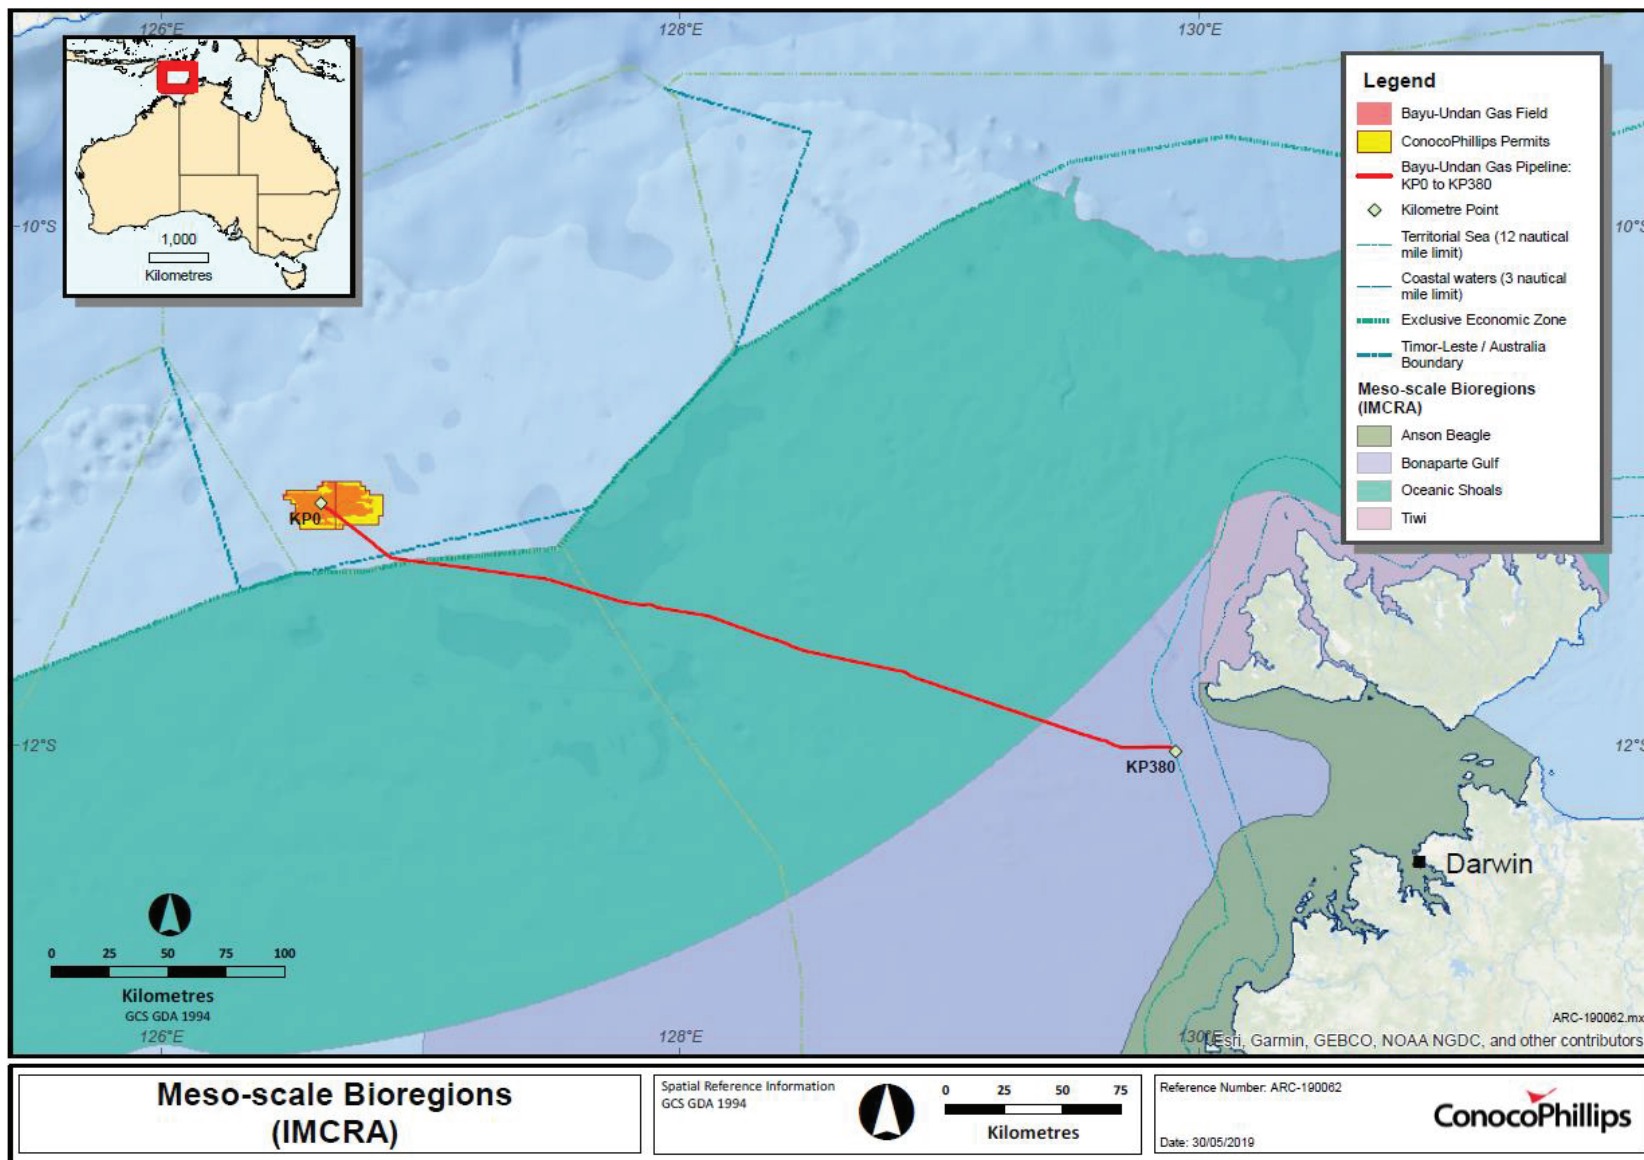 126°E
128°E
130°E
1,000
Kilometres
Legend
Bayu-Undan Gas Field
ConocoPhillips Permits
Bayu-Undan Gas Pipeline:
KP0 to KP380
Kilometre Point
Territorial Sea (12 nautical
mile limit)
Coastal waters (3 nautical
mile limit)
Exclusive Economic Zone
Timor-Leste / Australia
Boundary
Meso-scale Bioregions
(IMCRA)
Anson Beagle
Bonaparte Gulf
Oceanic Shoals
Tiwi
10°S
10°S
KP0
12°S
12°S
KP380
Darwin
0 25 50 75 100
Kilometres
GCS GDA 1994
126°E
128°E
130°E
ARC-190062.mx
Esri, Garmin, GEBCO, NOAA NGDC, and other contributors
Meso-scale Bioregions
(IMCRA)
Spatial Reference Information
GCS GDA 1994
0 25 50 75
Kilometres
Reference Number: ARC-190062
Date: 30/05/2019
ConocoPhillips